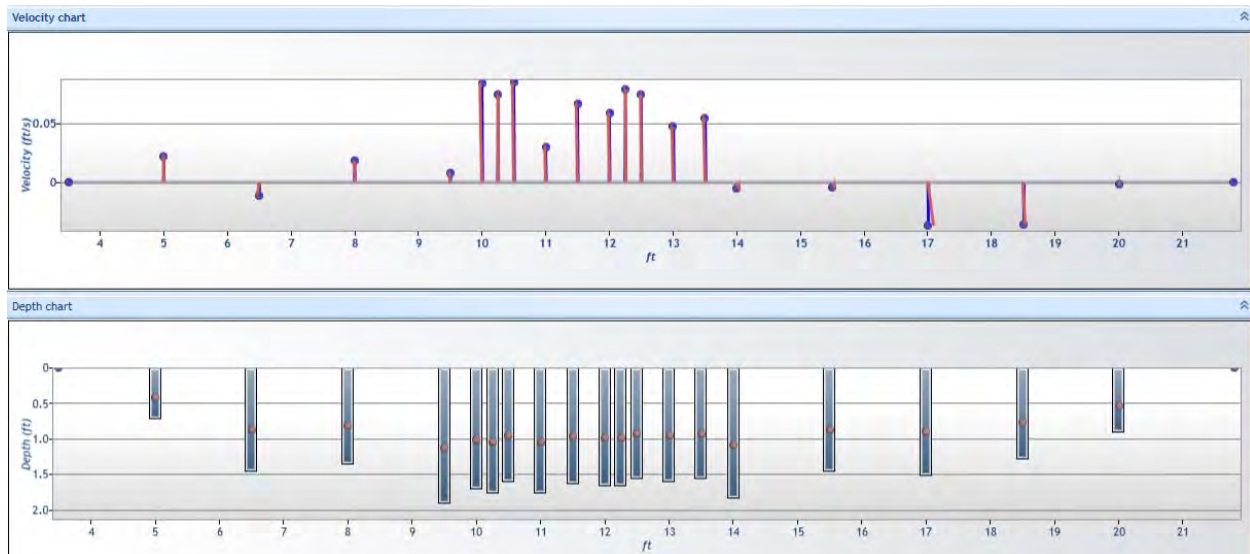 Velocity chart
Velocity (ft/s)
0.05
0
4 5 6 7 8 9 10 11 12 13 14 15 16 17 18 19 20 21
ft
Depth chart
Depth (ft)
0
0.5
1.0
1.5
2.0
4 5 6 7 8 9 10 11 12 13 14 15 16 17 18 19 20 21
ft